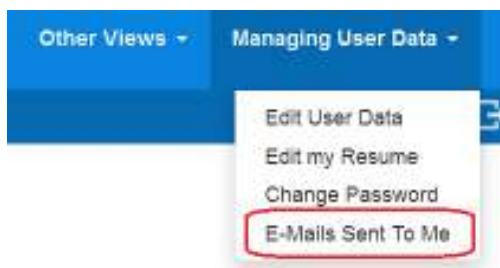 Other Views Managing User Data
Edit User Data
Edit my Resume
Change Password
E-Mails Sent To Me